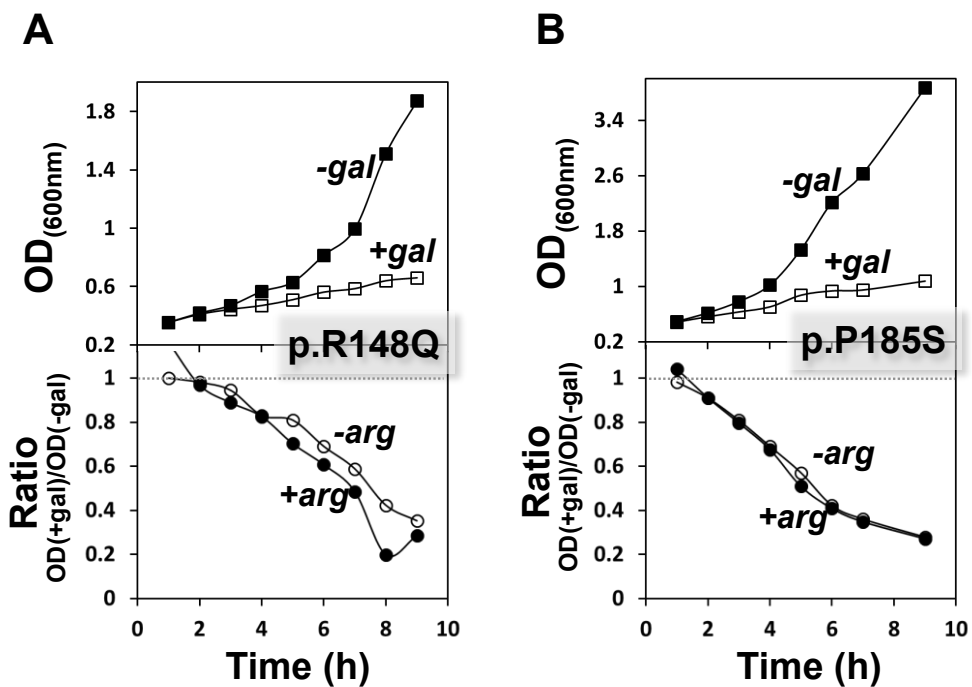 A
B
OD(600nm)
1.8
1.4
1
0.6
0.2
-gal
+gal
p.R148Q
Ratio
OD(+gal)/OD(-gal)
1
0.8
0.6
0.4
0.2
0
-arg
+arg
0 2 4 6 8 10
Time (h)
OD(600nm)
3.4
2.6
1.8
1
0.2
-gal
+gal
p.P185S
Ratio
OD(+gal)/OD(-gal)
1
0.8
0.6
0.4
0.2
0
-arg
+arg
0 2 4 6 8 10
Time (h)